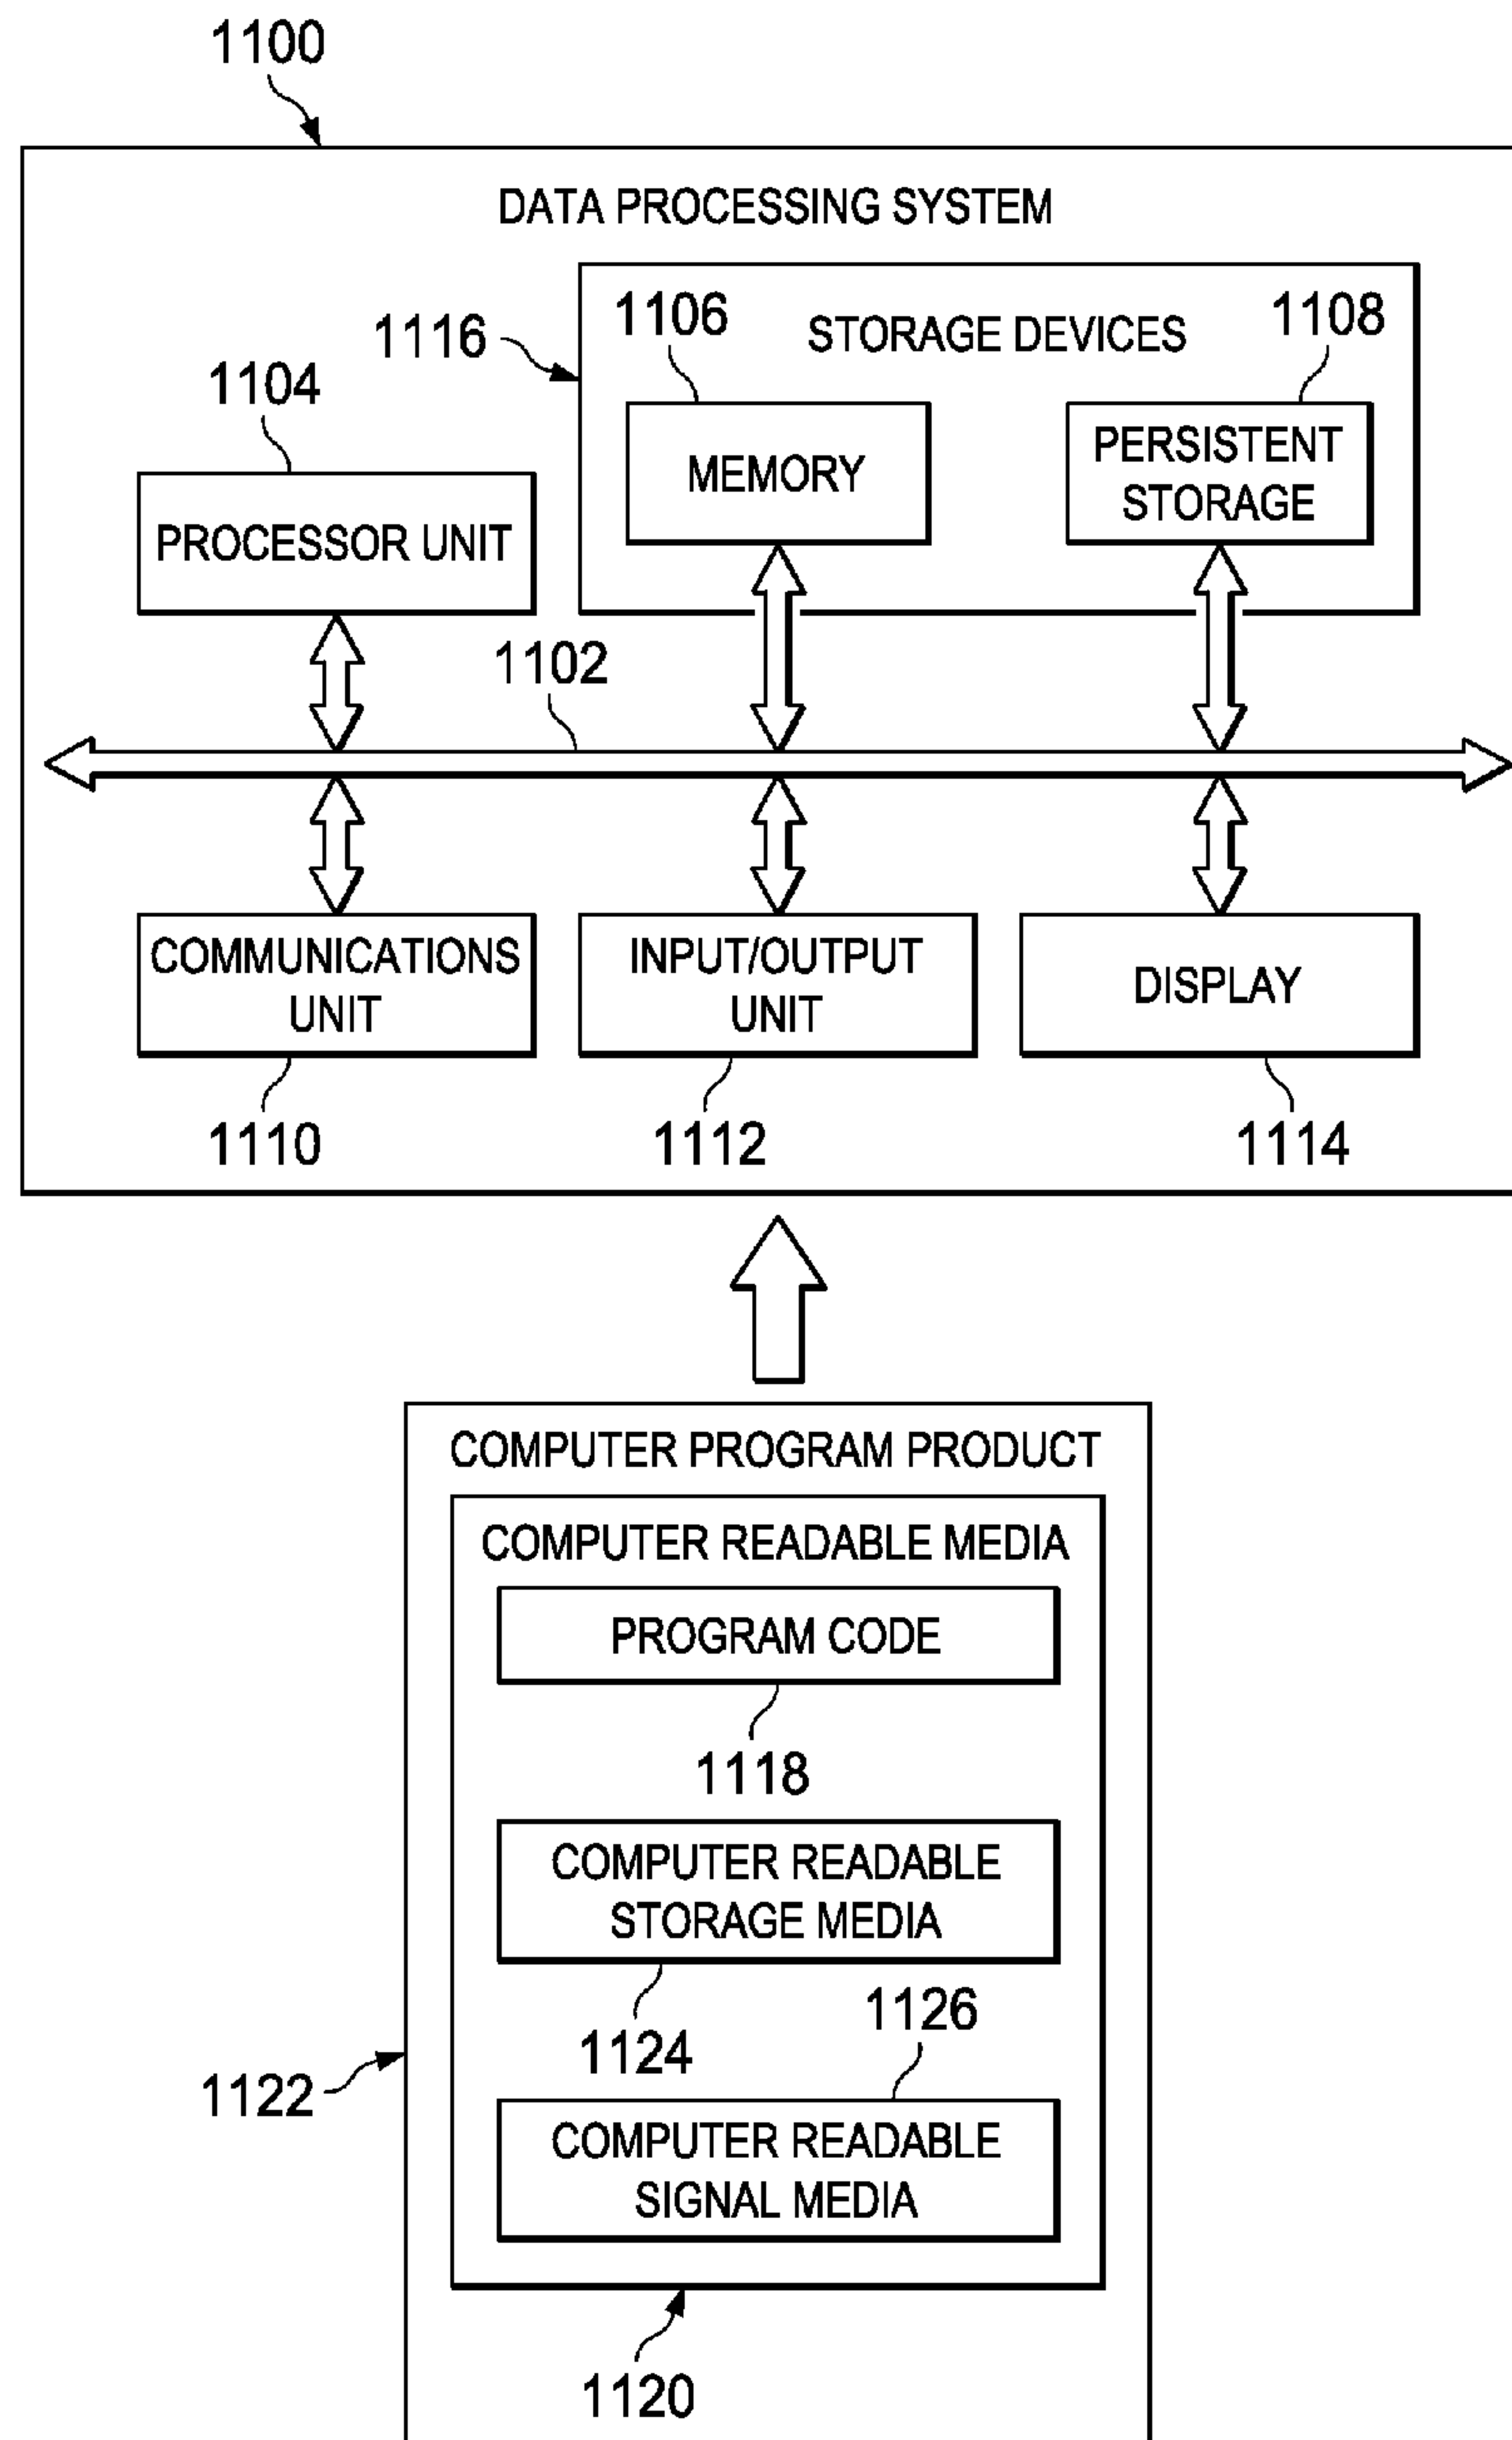 1100
DATA PROCESSING SYSTEM
1116
1106
STORAGE DEVICES
1108
1104
MEMORY
PERSISTENT
STORAGE
PROCESSOR UNIT
1102
COMMUNICATIONS
UNIT
INPUT/OUTPUT
UNIT
DISPLAY
1110
1112
1114
COMPUTER PROGRAM PRODUCT
COMPUTER READABLE MEDIA
PROGRAM CODE
1118
COMPUTER READABLE
STORAGE MEDIA
1124
1126
1122
COMPUTER READABLE
SIGNAL MEDIA
1120